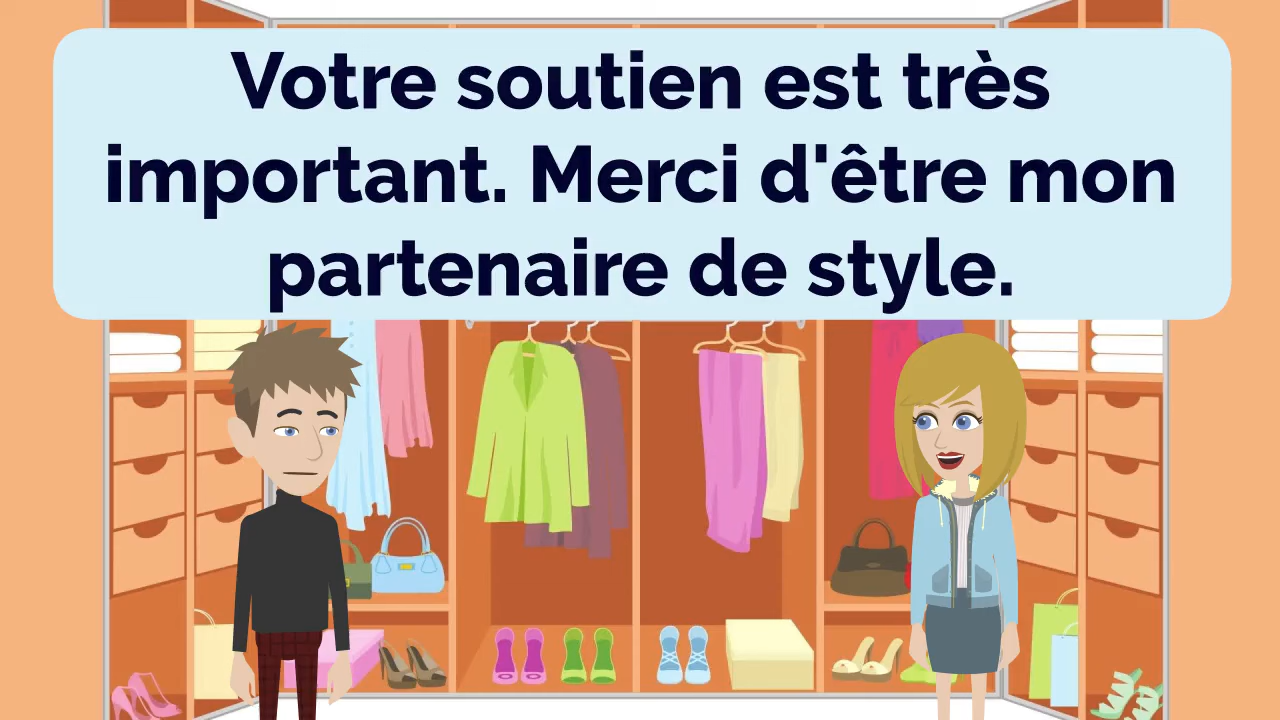 Votre soutien est très
important. Merci d'être mon
partenaire de style.